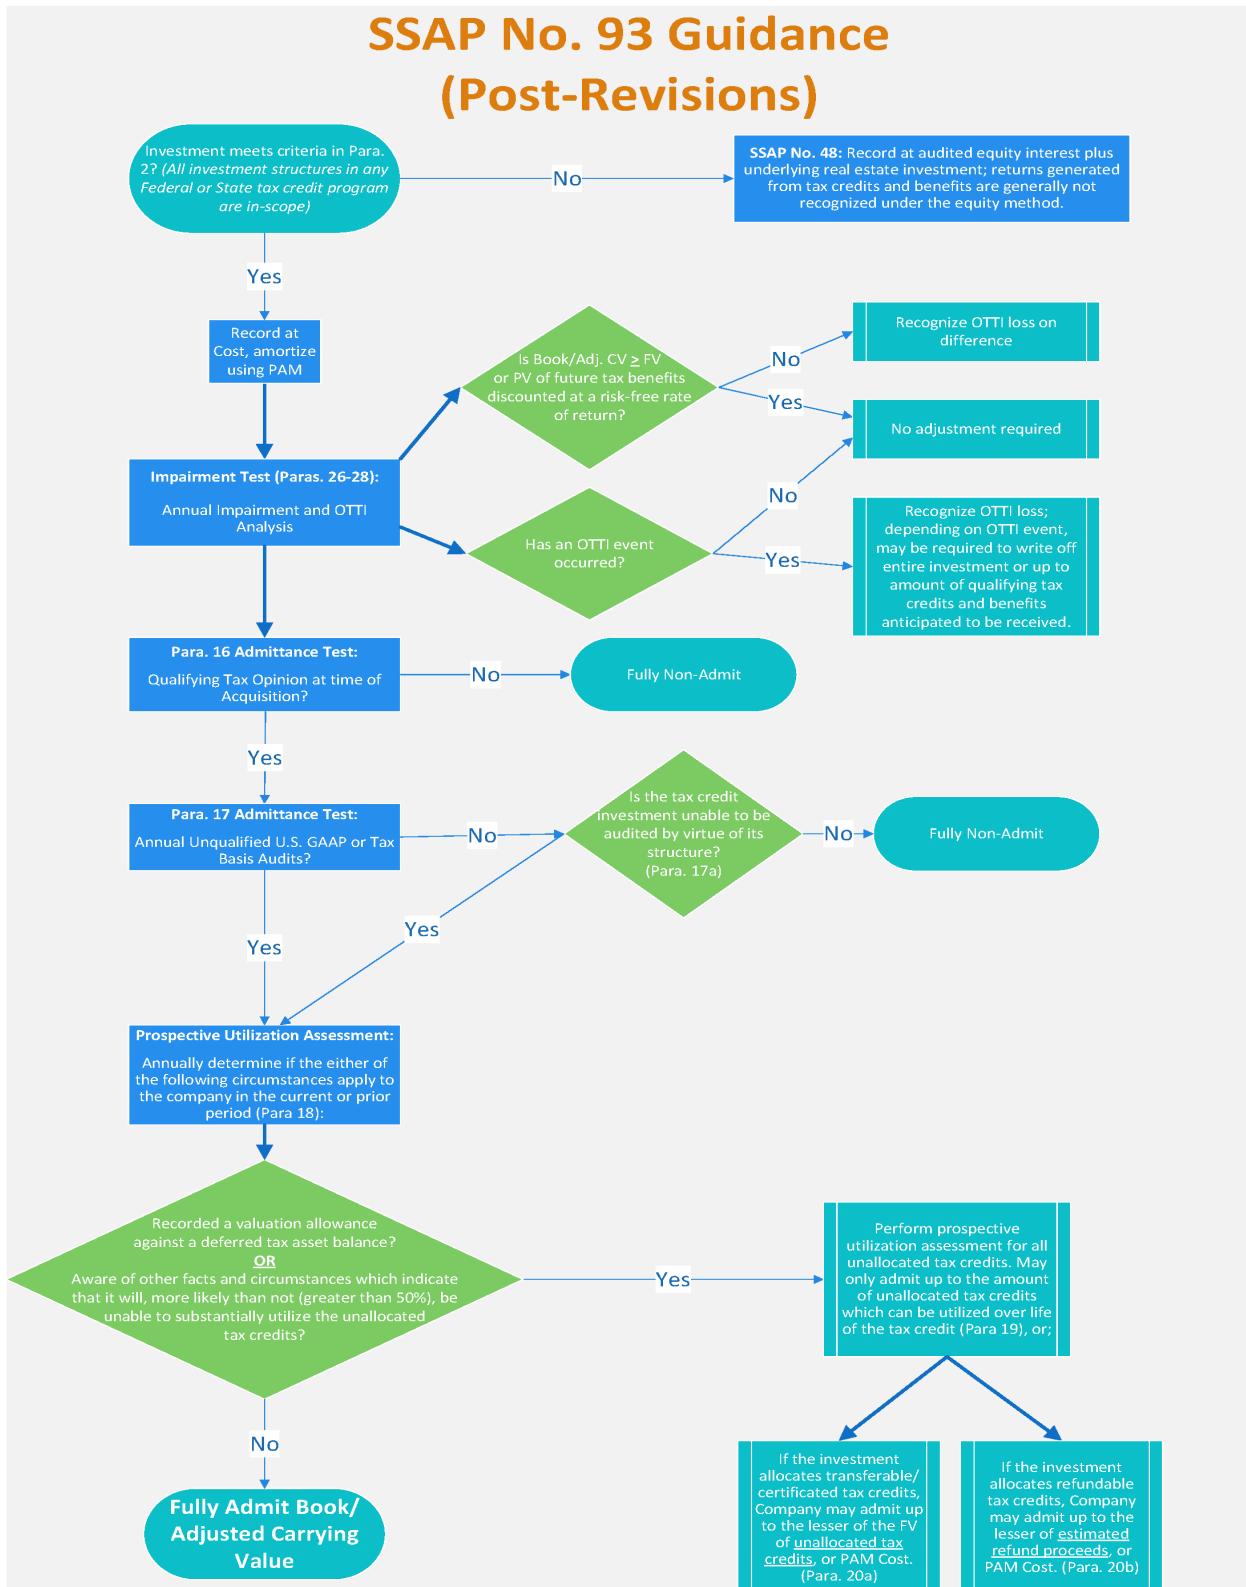 SSAP No. 93 Guidance
(Post-Revisions)
Investment meets criteria in Para.
2? (All investment structures in any
Federal or State tax credit program
are in-scope)
No
SSAP No. 48: Record at audited equity interest plus
underlying real estate investment; returns generated
from tax credits and benefits are generally not
recognized under the equity method.
Yes
Record at
Cost, amortize
using PAM
Is Book/Adj. CV ≥ FV
or PV of future tax benefits
discounted at a risk-free rate
of return?
No
Recognize OTTI loss on
difference
Yes
No adjustment required
Impairment Test (Paras. 26-28):
Annual Impairment and OTTI
Analysis
Has an OTTI event
occurred?
No
Yes
Recognize OTTI loss;
depending on OTTI event,
may be required to write off
entire investment or up to
amount of qualifying tax
credits and benefits
anticipated to be received.
Para. 16 Admittance Test:
Qualifying Tax Opinion at time of
Acquisition?
No
Fully Non-Admit
Yes
Para. 17 Admittance Test:
Annual Unqualified U.S. GAAP or Tax
Basis Audits?
No
Is the tax credit
investment unable to be
audited by virtue of its
structure?
(Para. 17a)
No
Fully Non-Admit
Yes
Yes
Prospective Utilization Assessment:
Annually determine if the either of
the following circumstances apply to
the company in the current or prior
period (Para 18):
Recorded a valuation allowance
against a deferred tax asset balance?
OR
Aware of other facts and circumstances which indicate
that it will, more likely than not (greater than 50%), be
unable to substantially utilize the unallocated
tax credits?
Yes
Perform prospective
utilization assessment for all
unallocated tax credits. May
only admit up to the amount
of unallocated tax credits
which can be utilized over life
of the tax credit (Para 19), or;
No
Fully Admit Book/
Adjusted Carrying
Value
If the investment
allocates transferable/
certificated tax credits,
Company may admit up
to the lesser of the FV
of unallocated tax
credits, or PAM Cost.
(Para. 20a)
If the investment
allocates refundable
tax credits, Company
may admit up to the
lesser of estimated
refund proceeds, or
PAM Cost. (Para. 20b)